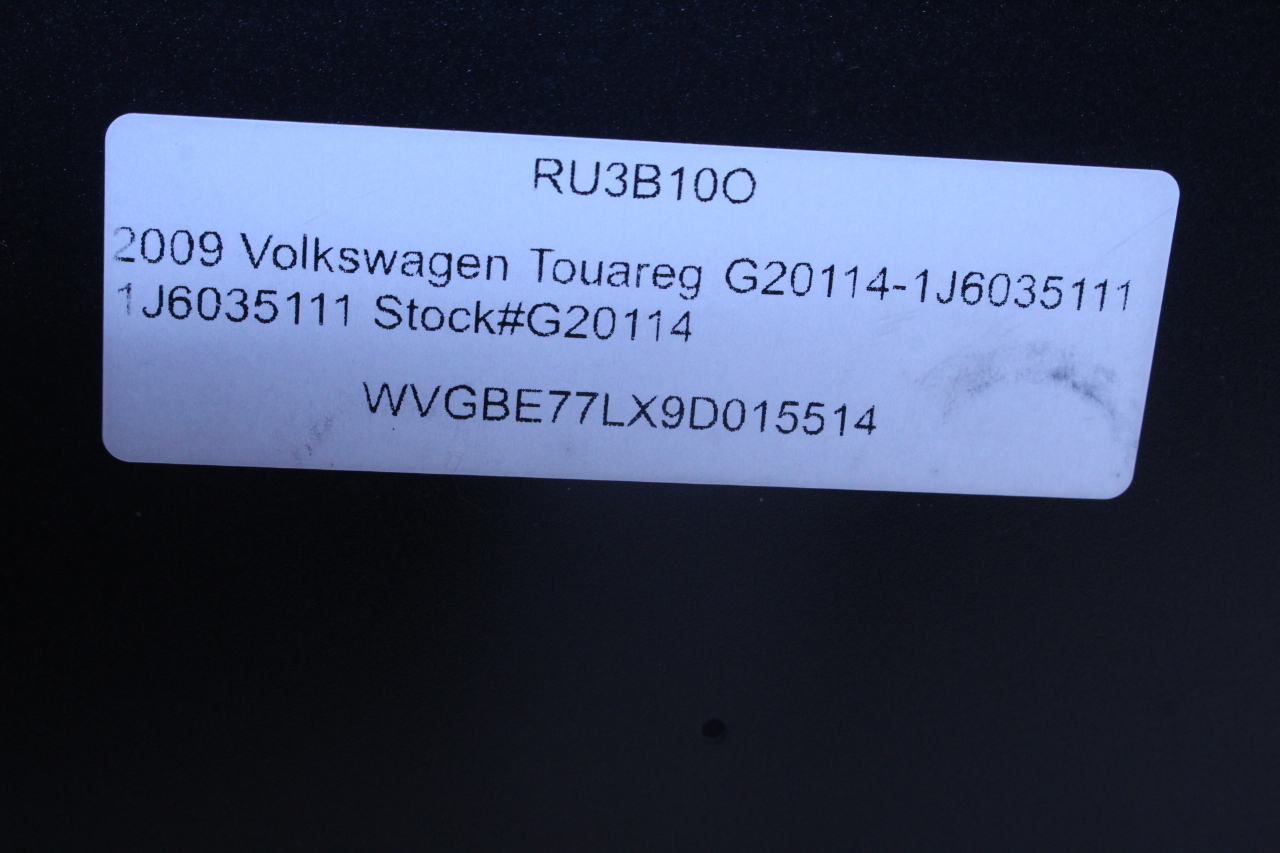 RU3B10O
2009 Volkswagen Touareg G20114-1J6035111
1J6035111 Stock#G20114
WVGBE77LX9D015514